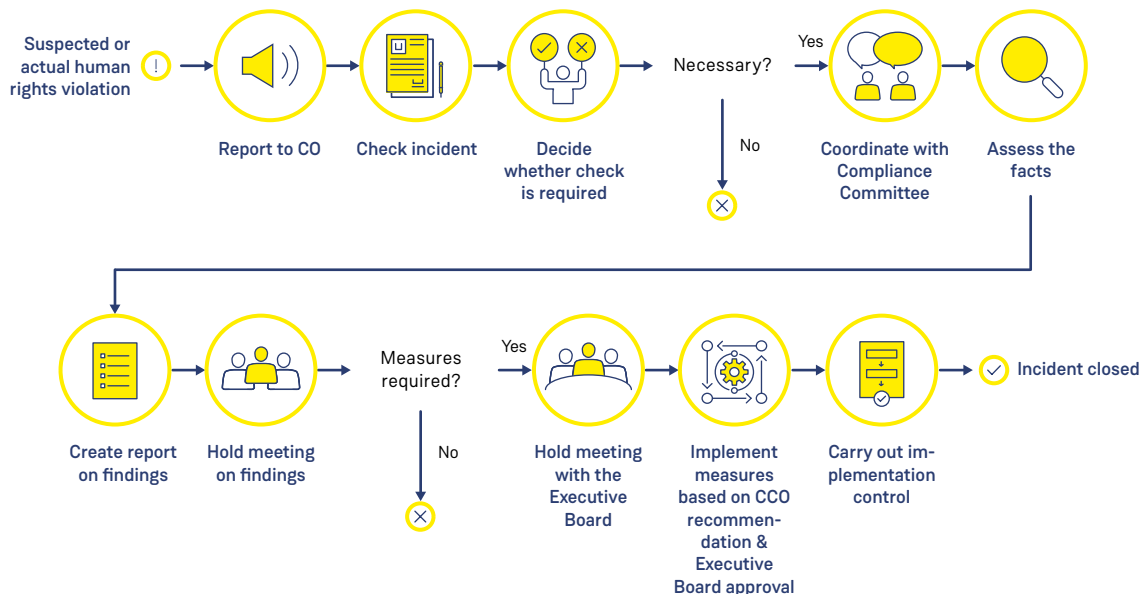 Suspected or
actual human
rights violation
!
Report to CO
Check incident
Decide
whether check
is required
Necessary?
Yes
No
Coordinate with
Compliance
Committee
Assess the
facts
Create report
on findings
Hold meeting
on findings
Measures
required?
Yes
No
Hold meeting
with the
Executive
Board
Implement
measures
based on CCO
recommen-
dation &
Executive
Board approval
Carry out im-
plementation
control
Incident closed